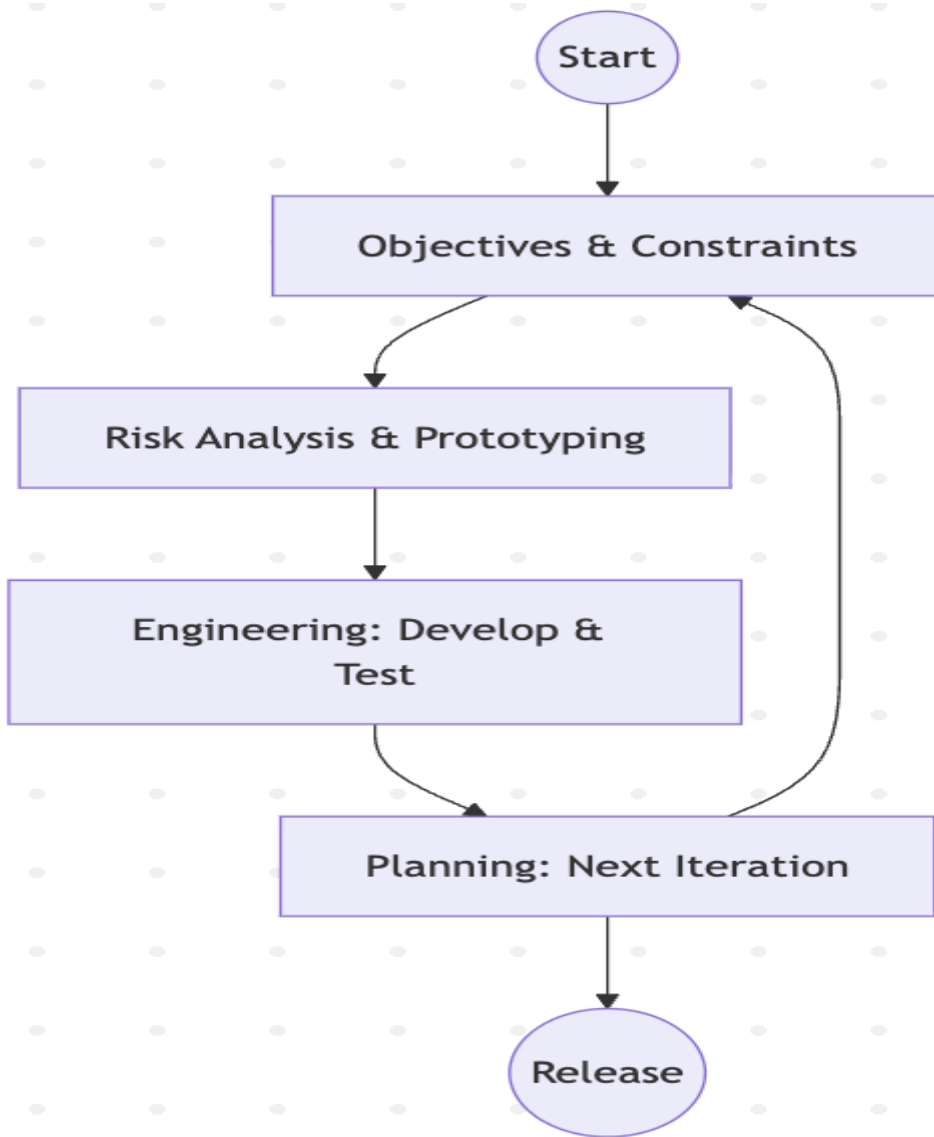 Start
Objectives & Constraints
Risk Analysis & Prototyping
Engineering: Develop &
Test
Planning: Next Iteration
Release